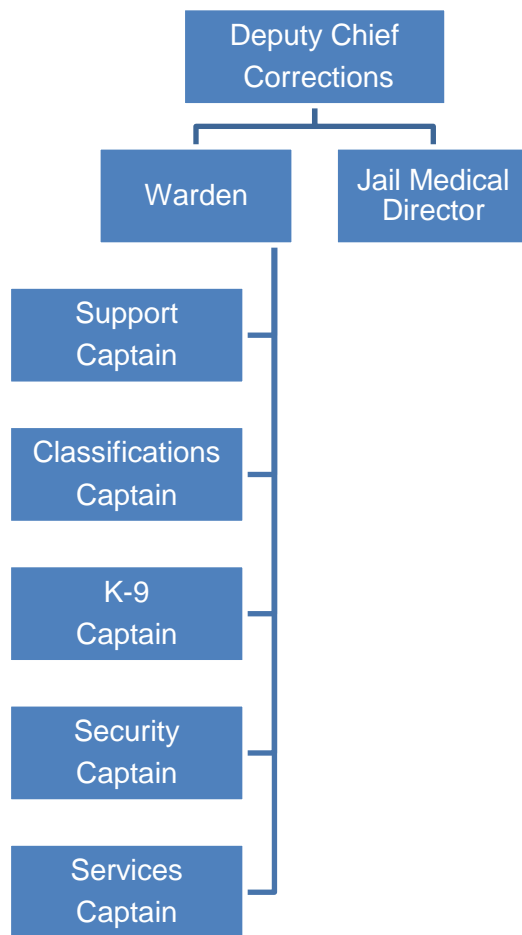 Deputy Chief
Corrections
Warden
Jail Medical
Director
Support
Captain
Classifications
Captain
K-9
Captain
Security
Captain
Services
Captain